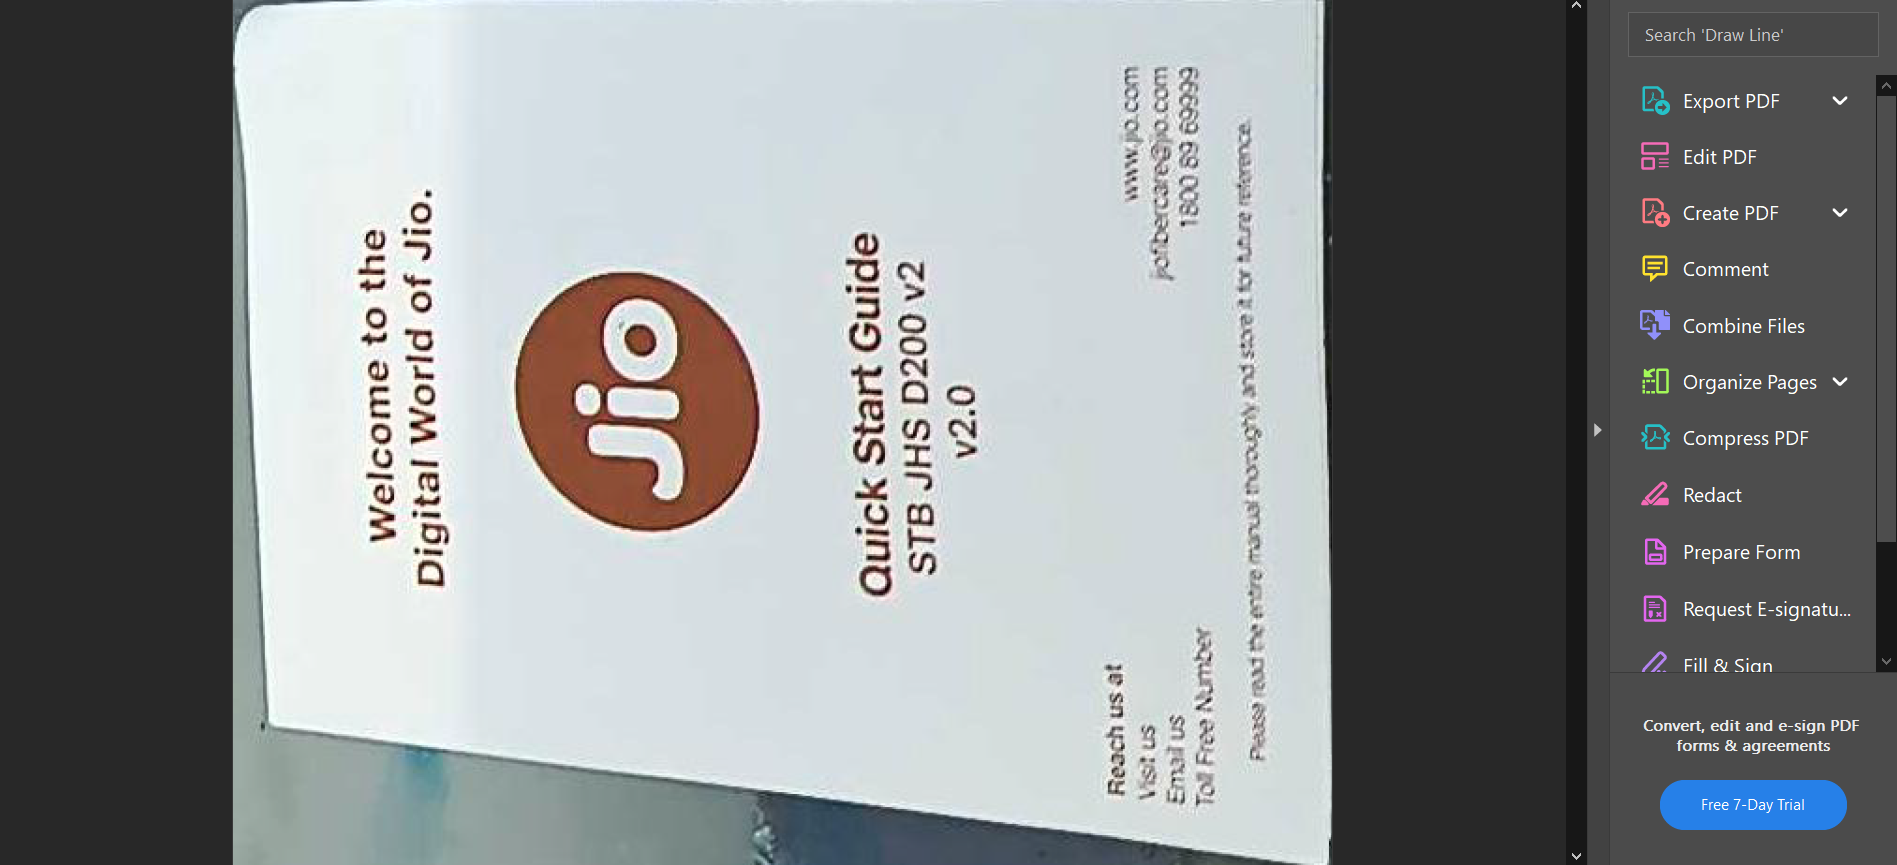 Welcome to the
Digital World of Jio.
Jio
Quick Start Guide
STB JHS D200 v2
v2.0
Reach us at
Visit us www.jio.com
Email us jiofibercare@jio.com
Toll Free Number 1800 89 69999
Please read the entire manual thoroughly and store it for future reference.
Search 'Draw Line'
Export PDF
Edit PDF
Create PDF
Comment
Combine Files
Organize Pages
Compress PDF
Redact
Prepare Form
Request E-signatu...
Fill & Sign
Convert, edit and e-sign PDF
forms & agreements
Free 7-Day Trial